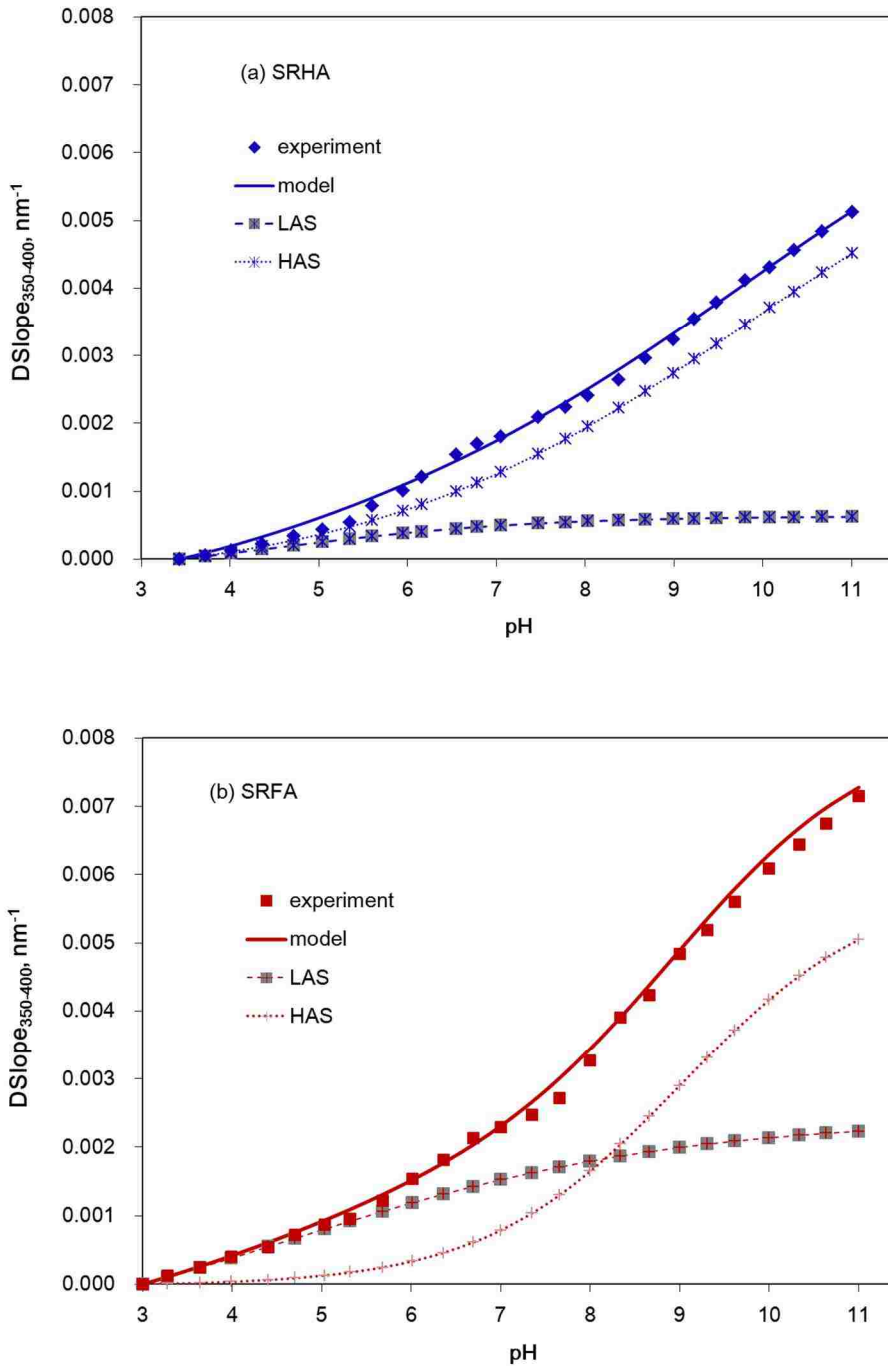 0.008
0.007
0.006
0.005
0.004
0.003
0.002
0.001
0.000
DSlope350-400, nm-1
(a) SRHA
experiment
model
LAS
HAS
3 4 5 6 7 8 9 10 11
pH
0.008
0.007
0.006
0.005
0.004
0.003
0.002
0.001
0.000
DSlope350-400, nm-1
(b) SRFA
experiment
model
LAS
HAS
3 4 5 6 7 8 9 10 11
pH